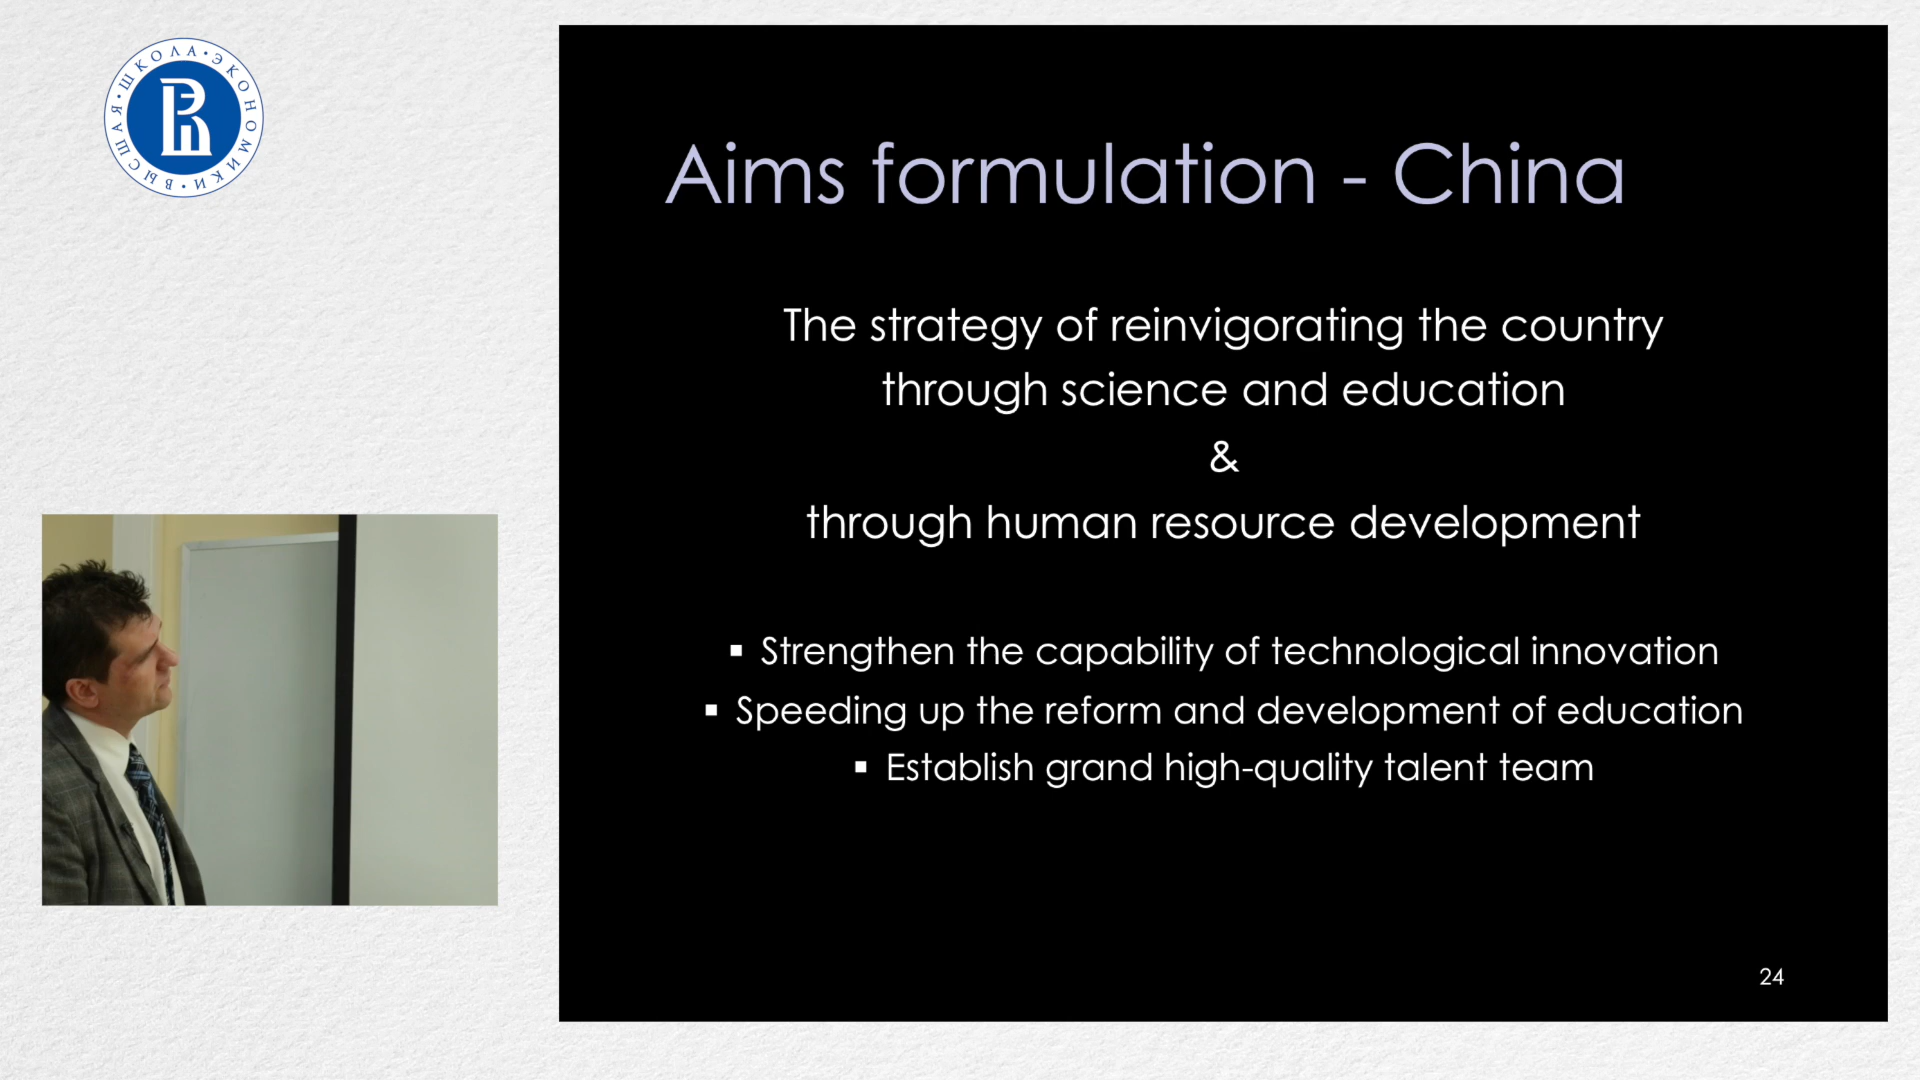 ВЫСШАЯ • ШКОЛА • ЭКОНОМИКИ •
Aims formulation - China
The strategy of reinvigorating the country
through science and education
&
through human resource development
▪ Strengthen the capability of technological innovation
▪ Speeding up the reform and development of education
▪ Establish grand high-quality talent team
24